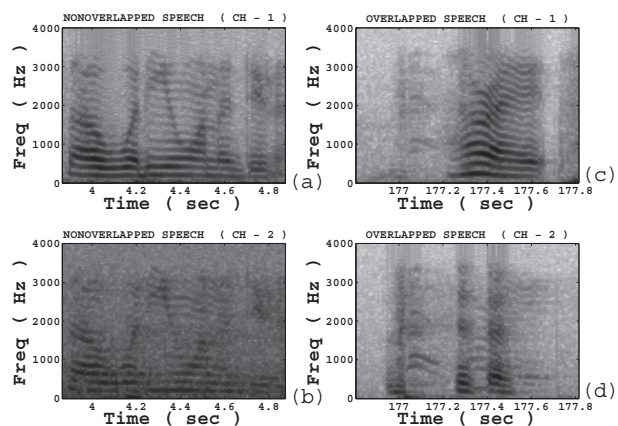 NONOVERLAPPED SPEECH ( CH - 1 )
4000
3000
2000
1000
0
Freq ( Hz )
4 4.2 4.4 4.6 4.8
Time ( sec )
(a)
OVERLAPPED SPEECH ( CH - 1 )
4000
3000
2000
1000
0
Freq ( Hz )
177 177.2 177.4 177.6 177.8
Time ( sec )
(c)
NONOVERLAPPED SPEECH ( CH - 2 )
4000
3000
2000
1000
0
Freq ( Hz )
4 4.2 4.4 4.6 4.8
Time ( sec )
(b)
OVERLAPPED SPEECH ( CH - 2 )
4000
3000
2000
1000
0
Freq ( Hz )
177 177.2 177.4 177.6 177.8
Time ( sec )
(d)